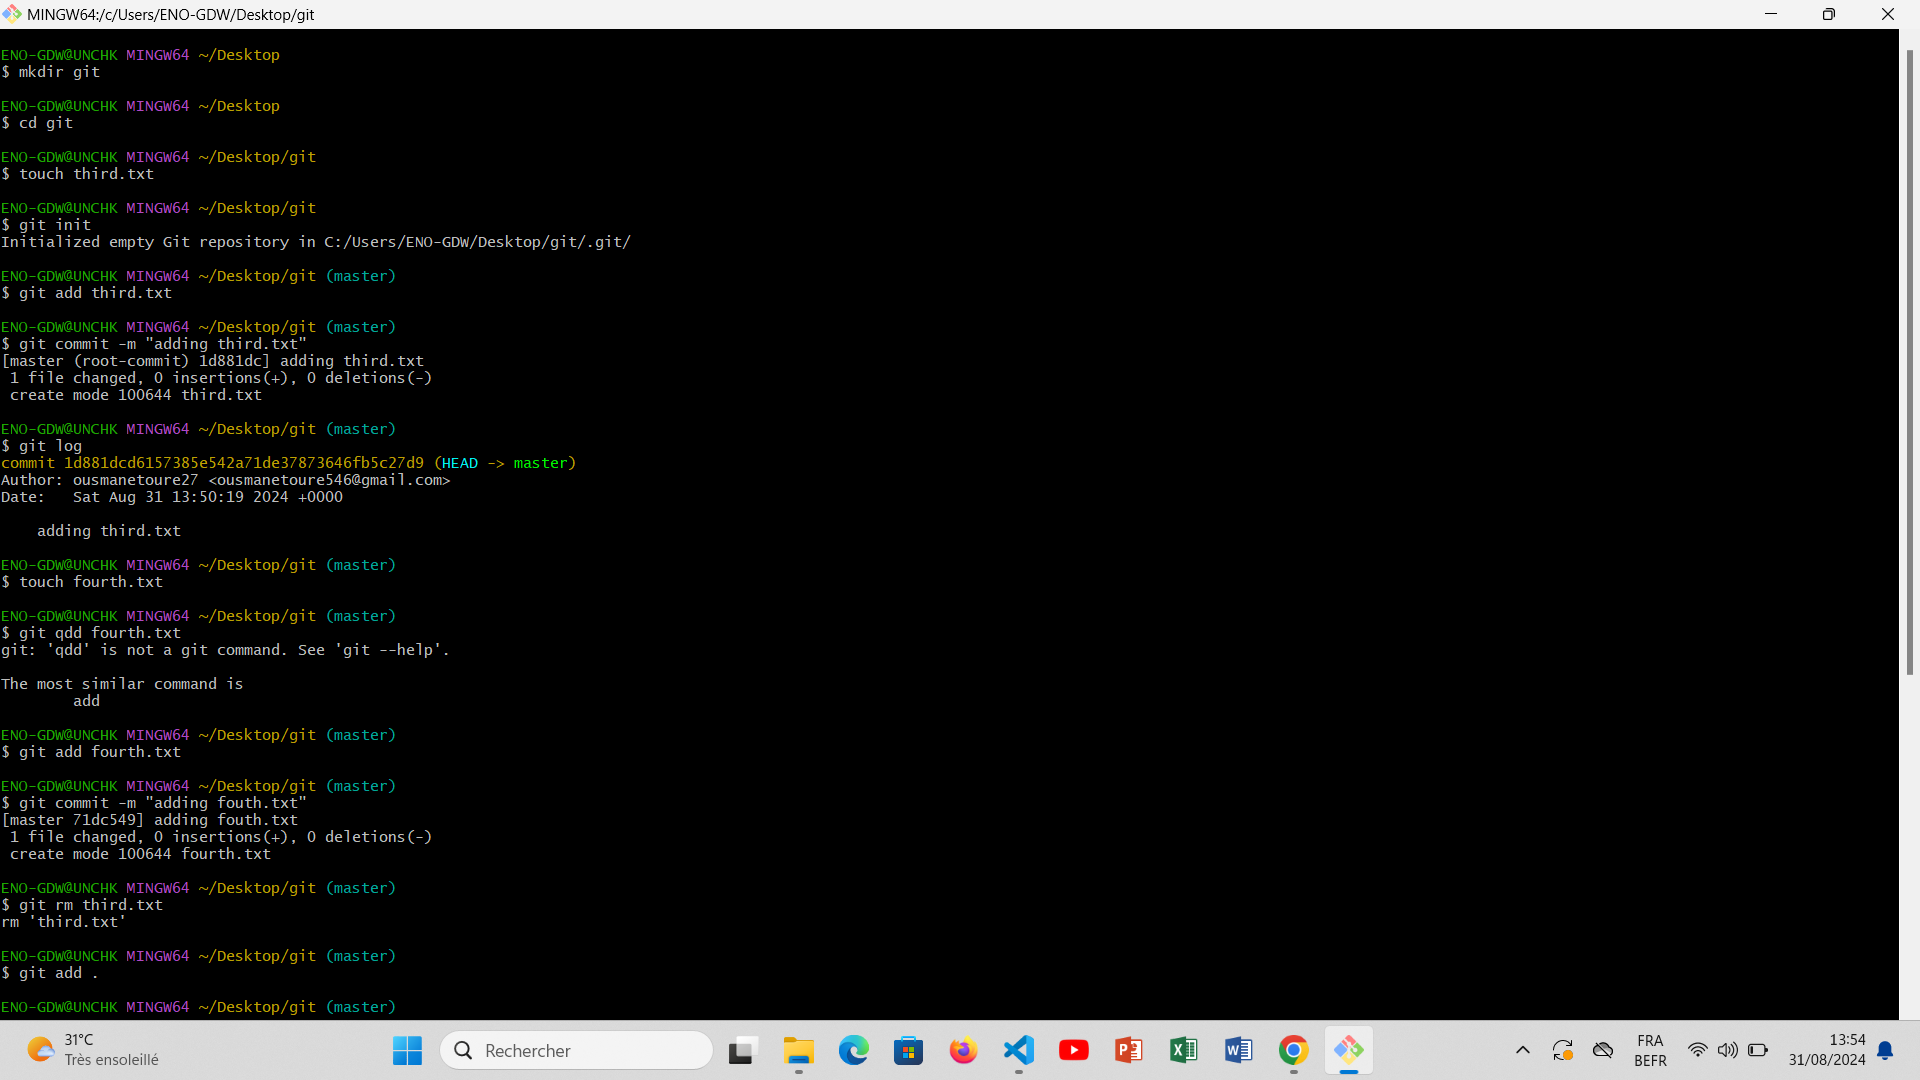 MINGW64:/c/Users/ENO-GDW/Desktop/git
ENO-GDW@UNCHK MINGW64 ~/Desktop
$ mkdir git
ENO-GDW@UNCHK MINGW64 ~/Desktop
$ cd git
ENO-GDW@UNCHK MINGW64 ~/Desktop/git
$ touch third.txt
ENO-GDW@UNCHK MINGW64 ~/Desktop/git
$ git init
Initialized empty Git repository in C:/Users/ENO-GDW/Desktop/git/.git/
ENO-GDW@UNCHK MINGW64 ~/Desktop/git (master)
$ git add third.txt
ENO-GDW@UNCHK MINGW64 ~/Desktop/git (master)
$ git commit -m "adding third.txt"
[master (root-commit) 1d881dc] adding third.txt
1 file changed, 0 insertions(+), 0 deletions(-)
create mode 100644 third.txt
ENO-GDW@UNCHK MINGW64 ~/Desktop/git (master)
$ git log
commit 1d881dcd6157385e542a71de37873646fb5c27d9 (HEAD -> master)
Author: ousmanetoure27 <ousmanetoure546@gmail.com>
Date:   Sat Aug 31 13:50:19 2024 +0000
adding third.txt
ENO-GDW@UNCHK MINGW64 ~/Desktop/git (master)
$ touch fourth.txt
ENO-GDW@UNCHK MINGW64 ~/Desktop/git (master)
$ git qdd fourth.txt
git: 'qdd' is not a git command. See 'git --help'.
The most similar command is
add
ENO-GDW@UNCHK MINGW64 ~/Desktop/git (master)
$ git add fourth.txt
ENO-GDW@UNCHK MINGW64 ~/Desktop/git (master)
$ git commit -m "adding fouth.txt"
[master 71dc549] adding fouth.txt
1 file changed, 0 insertions(+), 0 deletions(-)
create mode 100644 fourth.txt
ENO-GDW@UNCHK MINGW64 ~/Desktop/git (master)
$ git rm third.txt
rm 'third.txt'
ENO-GDW@UNCHK MINGW64 ~/Desktop/git (master)
$ git add .
ENO-GDW@UNCHK MINGW64 ~/Desktop/git (master)
31°C
Très ensoleillé
Rechercher
FRA
BEFR
13:54
31/08/2024